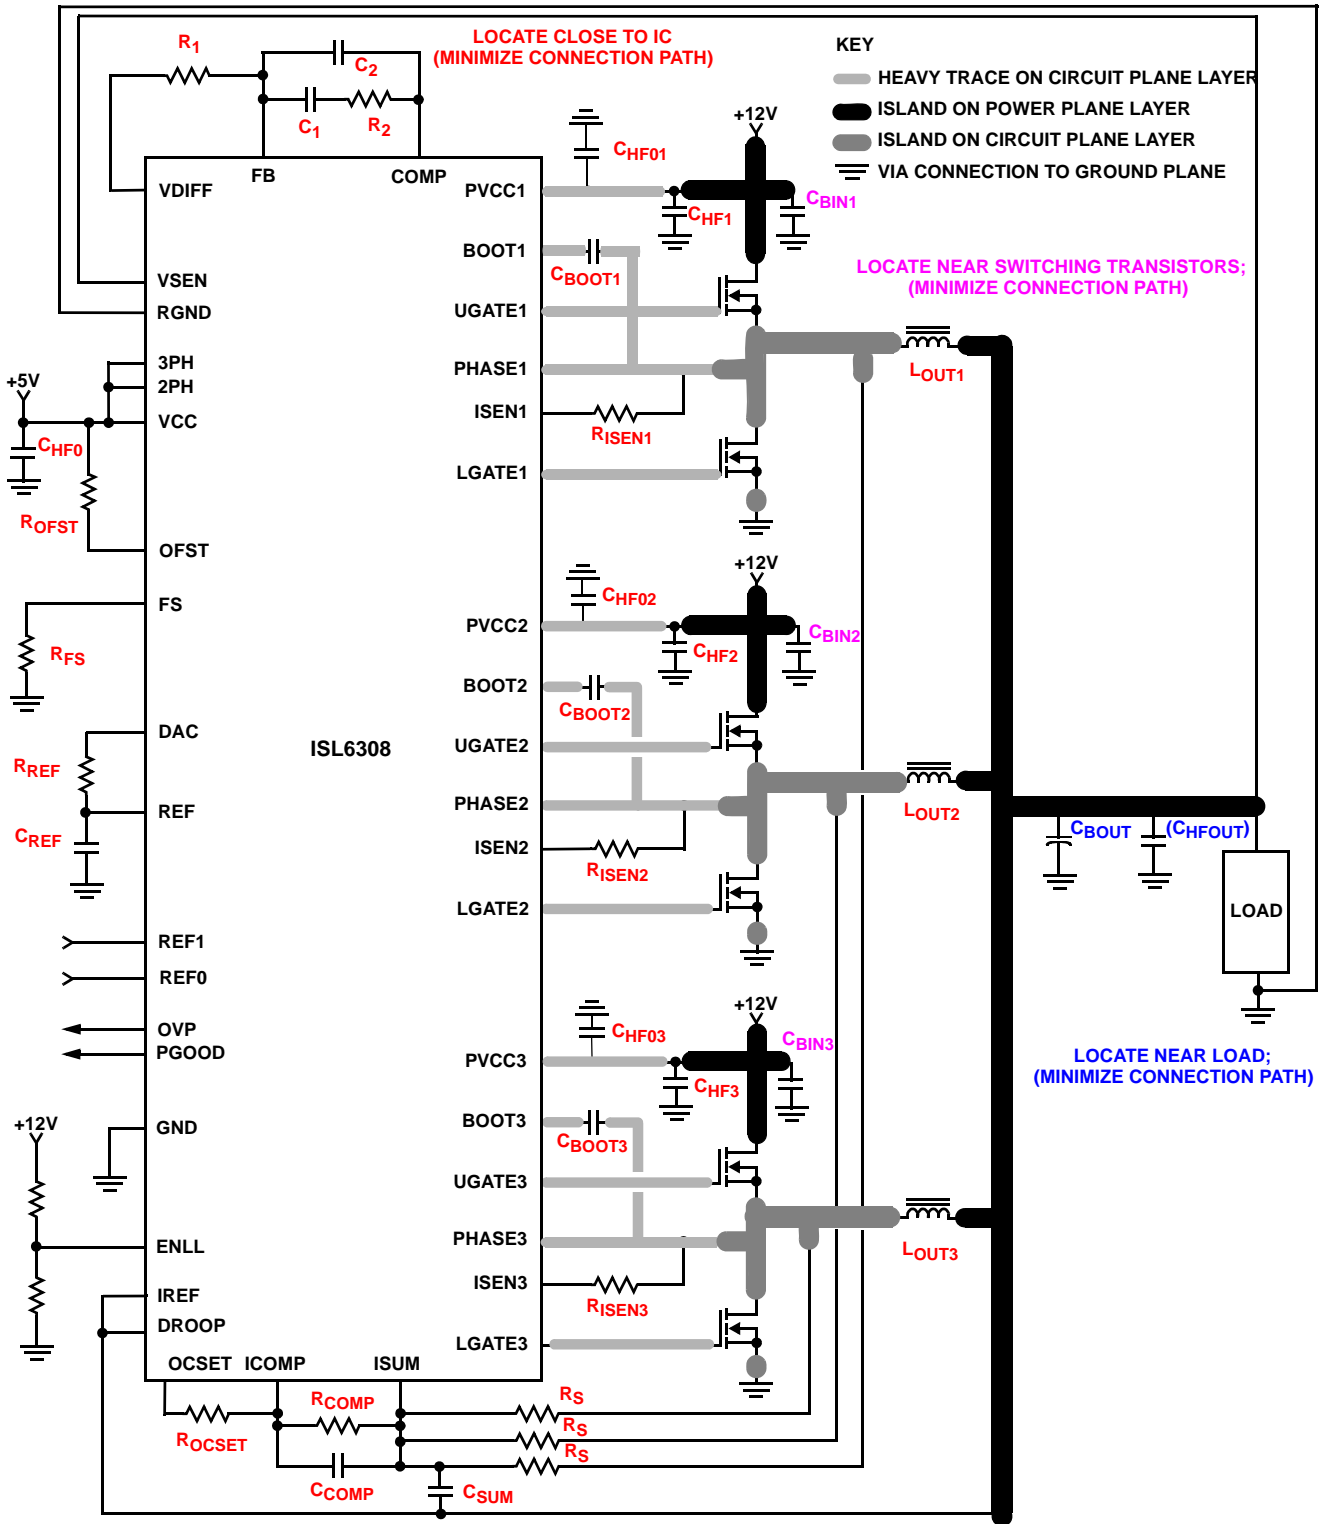 LOCATE CLOSE TO IC
(MINIMIZE CONNECTION PATH)
KEY
HEAVY TRACE ON CIRCUIT PLANE LAYER
ISLAND ON POWER PLANE LAYER
ISLAND ON CIRCUIT PLANE LAYER
VIA CONNECTION TO GROUND PLANE
R1
C2
C1
R2
+12V
CHF01
CHF1
CBIN1
FB
COMP
VDIFF
PVCC1
BOOT1
CBOOT1
LOCATE NEAR SWITCHING TRANSISTORS;
(MINIMIZE CONNECTION PATH)
VSEN
RGND
UGATE1
3PH
2PH
PHASE1
LOUT1
+5V
VCC
ISEN1
RISEN1
CHF0
LGATE1
ROFST
OFST
+12V
FS
CHF02
PVCC2
CBIN2
RFS
CHF2
BOOT2
CBOOT2
DAC
ISL6308
UGATE2
RREF
REF
PHASE2
LOUT2
CREF
ISEN2
RISEN2
CBOUT
(CHFOUT)
LGATE2
LOAD
REF1
REF0
+12V
OVP
PGOOD
CHF03
PVCC3
CBIN3
CHF3
LOCATE NEAR LOAD;
(MINIMIZE CONNECTION PATH)
+12V
GND
BOOT3
CBOOT3
UGATE3
ENLL
PHASE3
LOUT3
IREF
ISEN3
RISEN3
DROOP
LGATE3
OCSET
ICOMP
ISUM
RCOMP
RS
ROCSET
RS
RS
CCOMP
CSUM